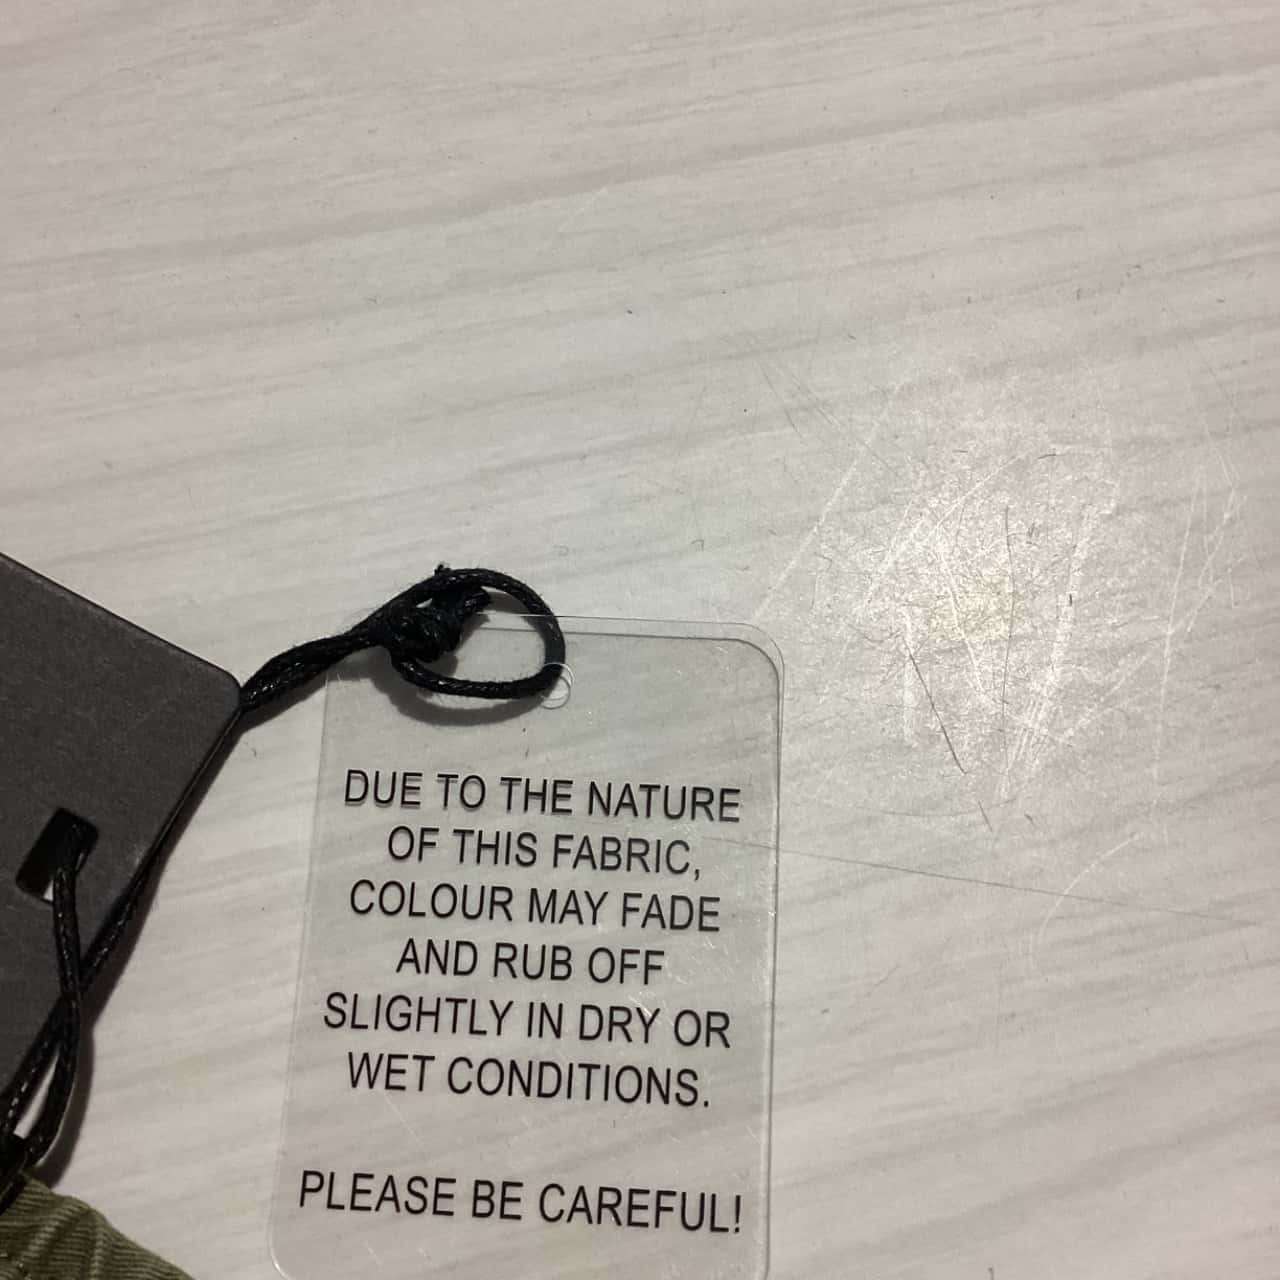 DUE TO THE NATURE
OF THIS FABRIC,
COLOUR MAY FADE
AND RUB OFF
SLIGHTLY IN DRY OR
WET CONDITIONS.
PLEASE BE CAREFUL!